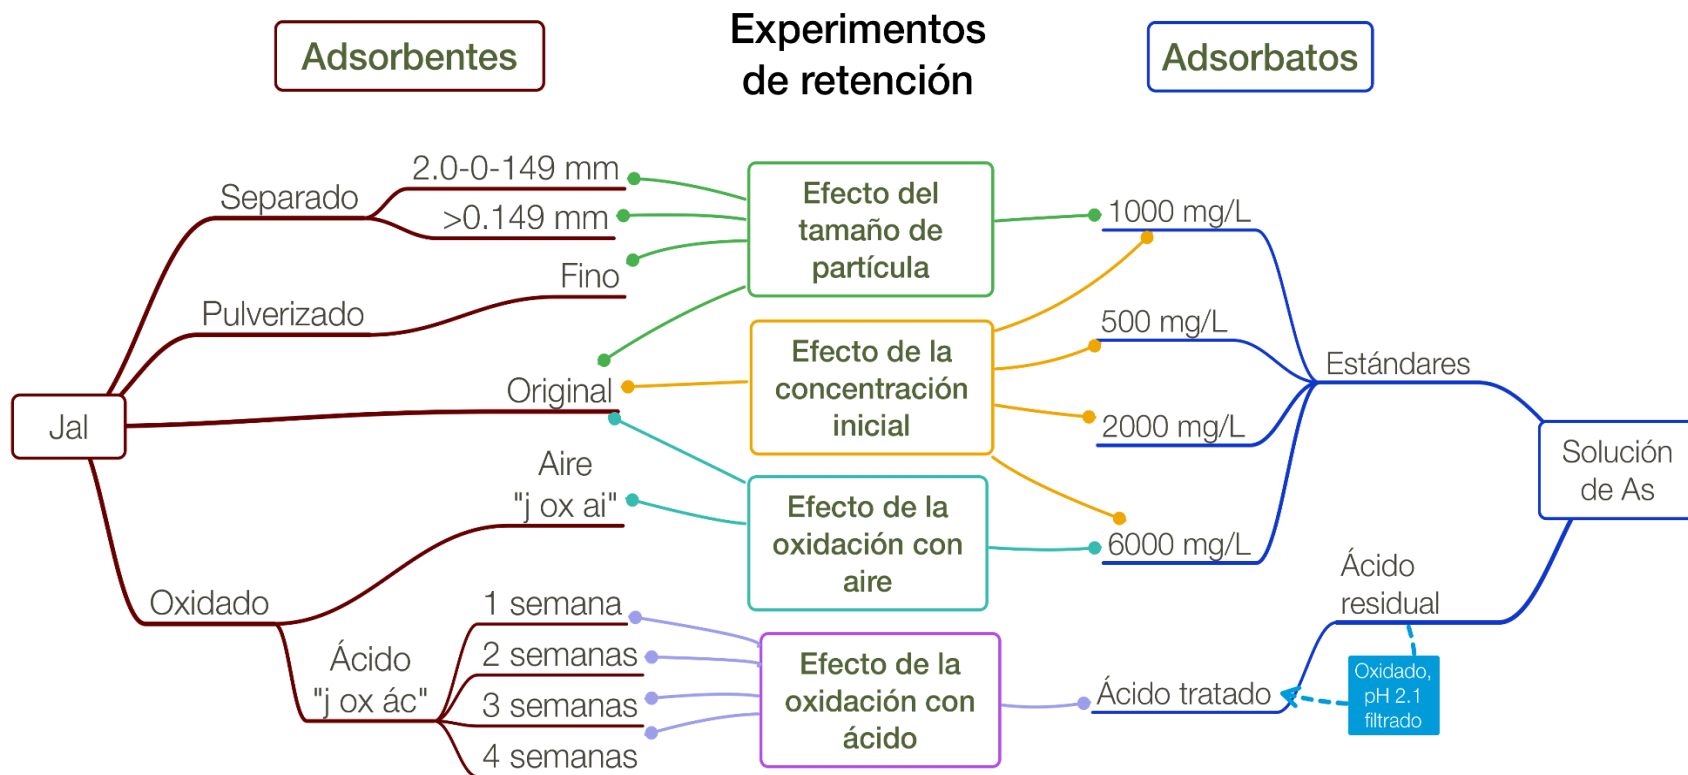 Adsorbentes
Experimentos
de retención
Adsorbatos
2.0-0-149 mm
Separado
>0.149 mm
Fino
Pulverizado
Original
Jal
Aire
"j ox ai"
Oxidado
1 semana
Ácido
"j ox ác"
2 semanas
3 semanas
4 semanas
Efecto del
tamaño de
partícula
Efecto de la
concentración
inicial
Efecto de la
oxidación con
aire
Efecto de la
oxidación con
ácido
1000 mg/L
500 mg/L
Estándares
2000 mg/L
Solución
de As
6000 mg/L
Ácido
residual
Oxidado,
pH 2.1
filtrado
Ácido tratado